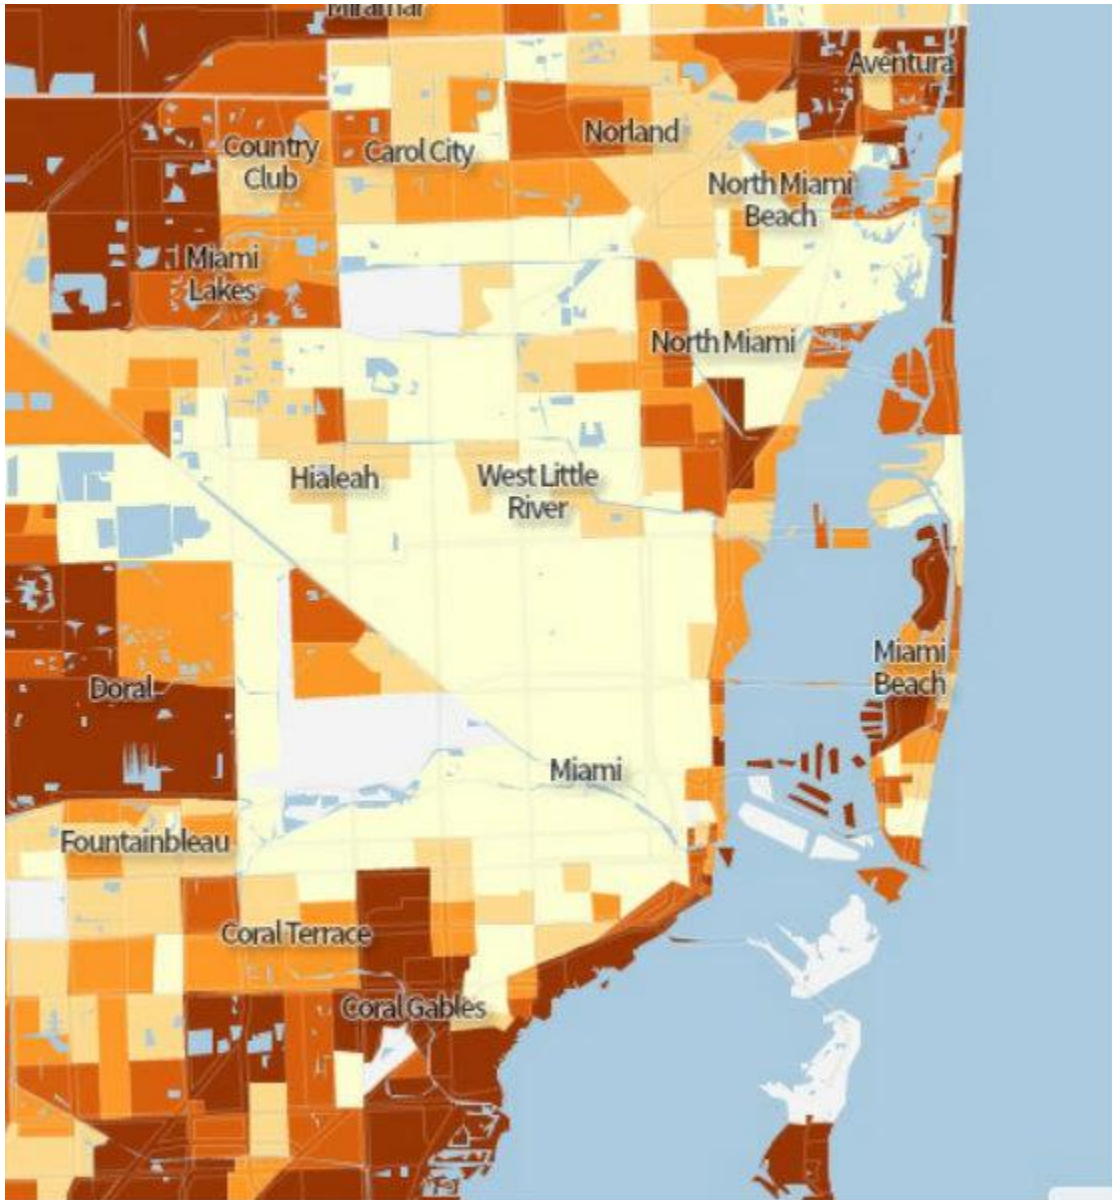 Miramar
Aventura
Norland
Country
Club
Carol City
North Miami
Beach
Miami
Lakes
North Miami
Hialeah
West Little
River
Miami
Beach
Doral
Miami
Fountainbleau
Coral Terrace
Coral Gables